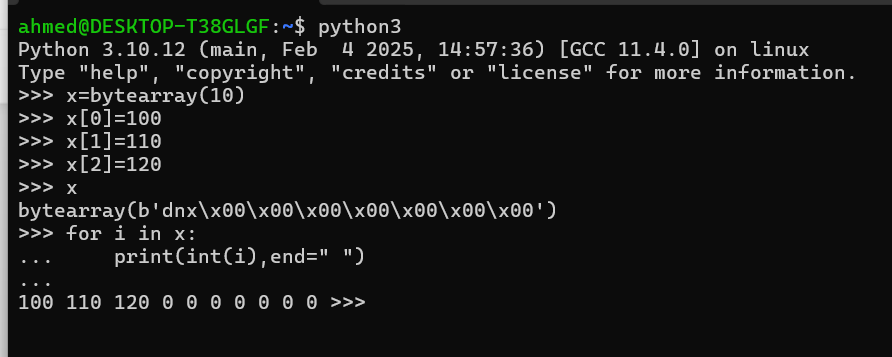 ahmed@DESKTOP-T38GLGF:~$ python3
Python 3.10.12 (main, Feb  4 2025, 14:57:36) [GCC 11.4.0] on linux
Type "help", "copyright", "credits" or "license" for more information.
>>> x=bytearray(10)
>>> x[0]=100
>>> x[1]=110
>>> x[2]=120
>>> x
bytearray(b'dnx\x00\x00\x00\x00\x00\x00\x00')
>>> for i in x:
...     print(int(i),end=" ")
...
100 110 120 0 0 0 0 0 0 0 >>>